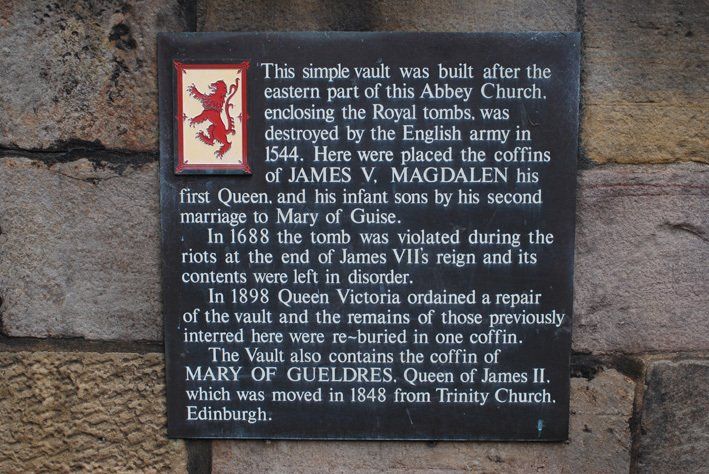 This simple vault was built after the
eastern part of this Abbey Church,
enclosing the Royal tombs, was
destroyed by the English army in
1544. Here were placed the coffins
of JAMES V, MAGDALEN his
first Queen, and his infant sons by his second
marriage to Mary of Guise.
In 1688 the tomb was violated during the
riots at the end of James VII's reign and its
contents were left in disorder.
In 1898 Queen Victoria ordained a repair
of the vault and the remains of those previously
interred here were re~buried in one coffin.
The Vault also contains the coffin of
MARY OF GUELDRES, Queen of James II,
which was moved in 1848 from Trinity Church,
Edinburgh.